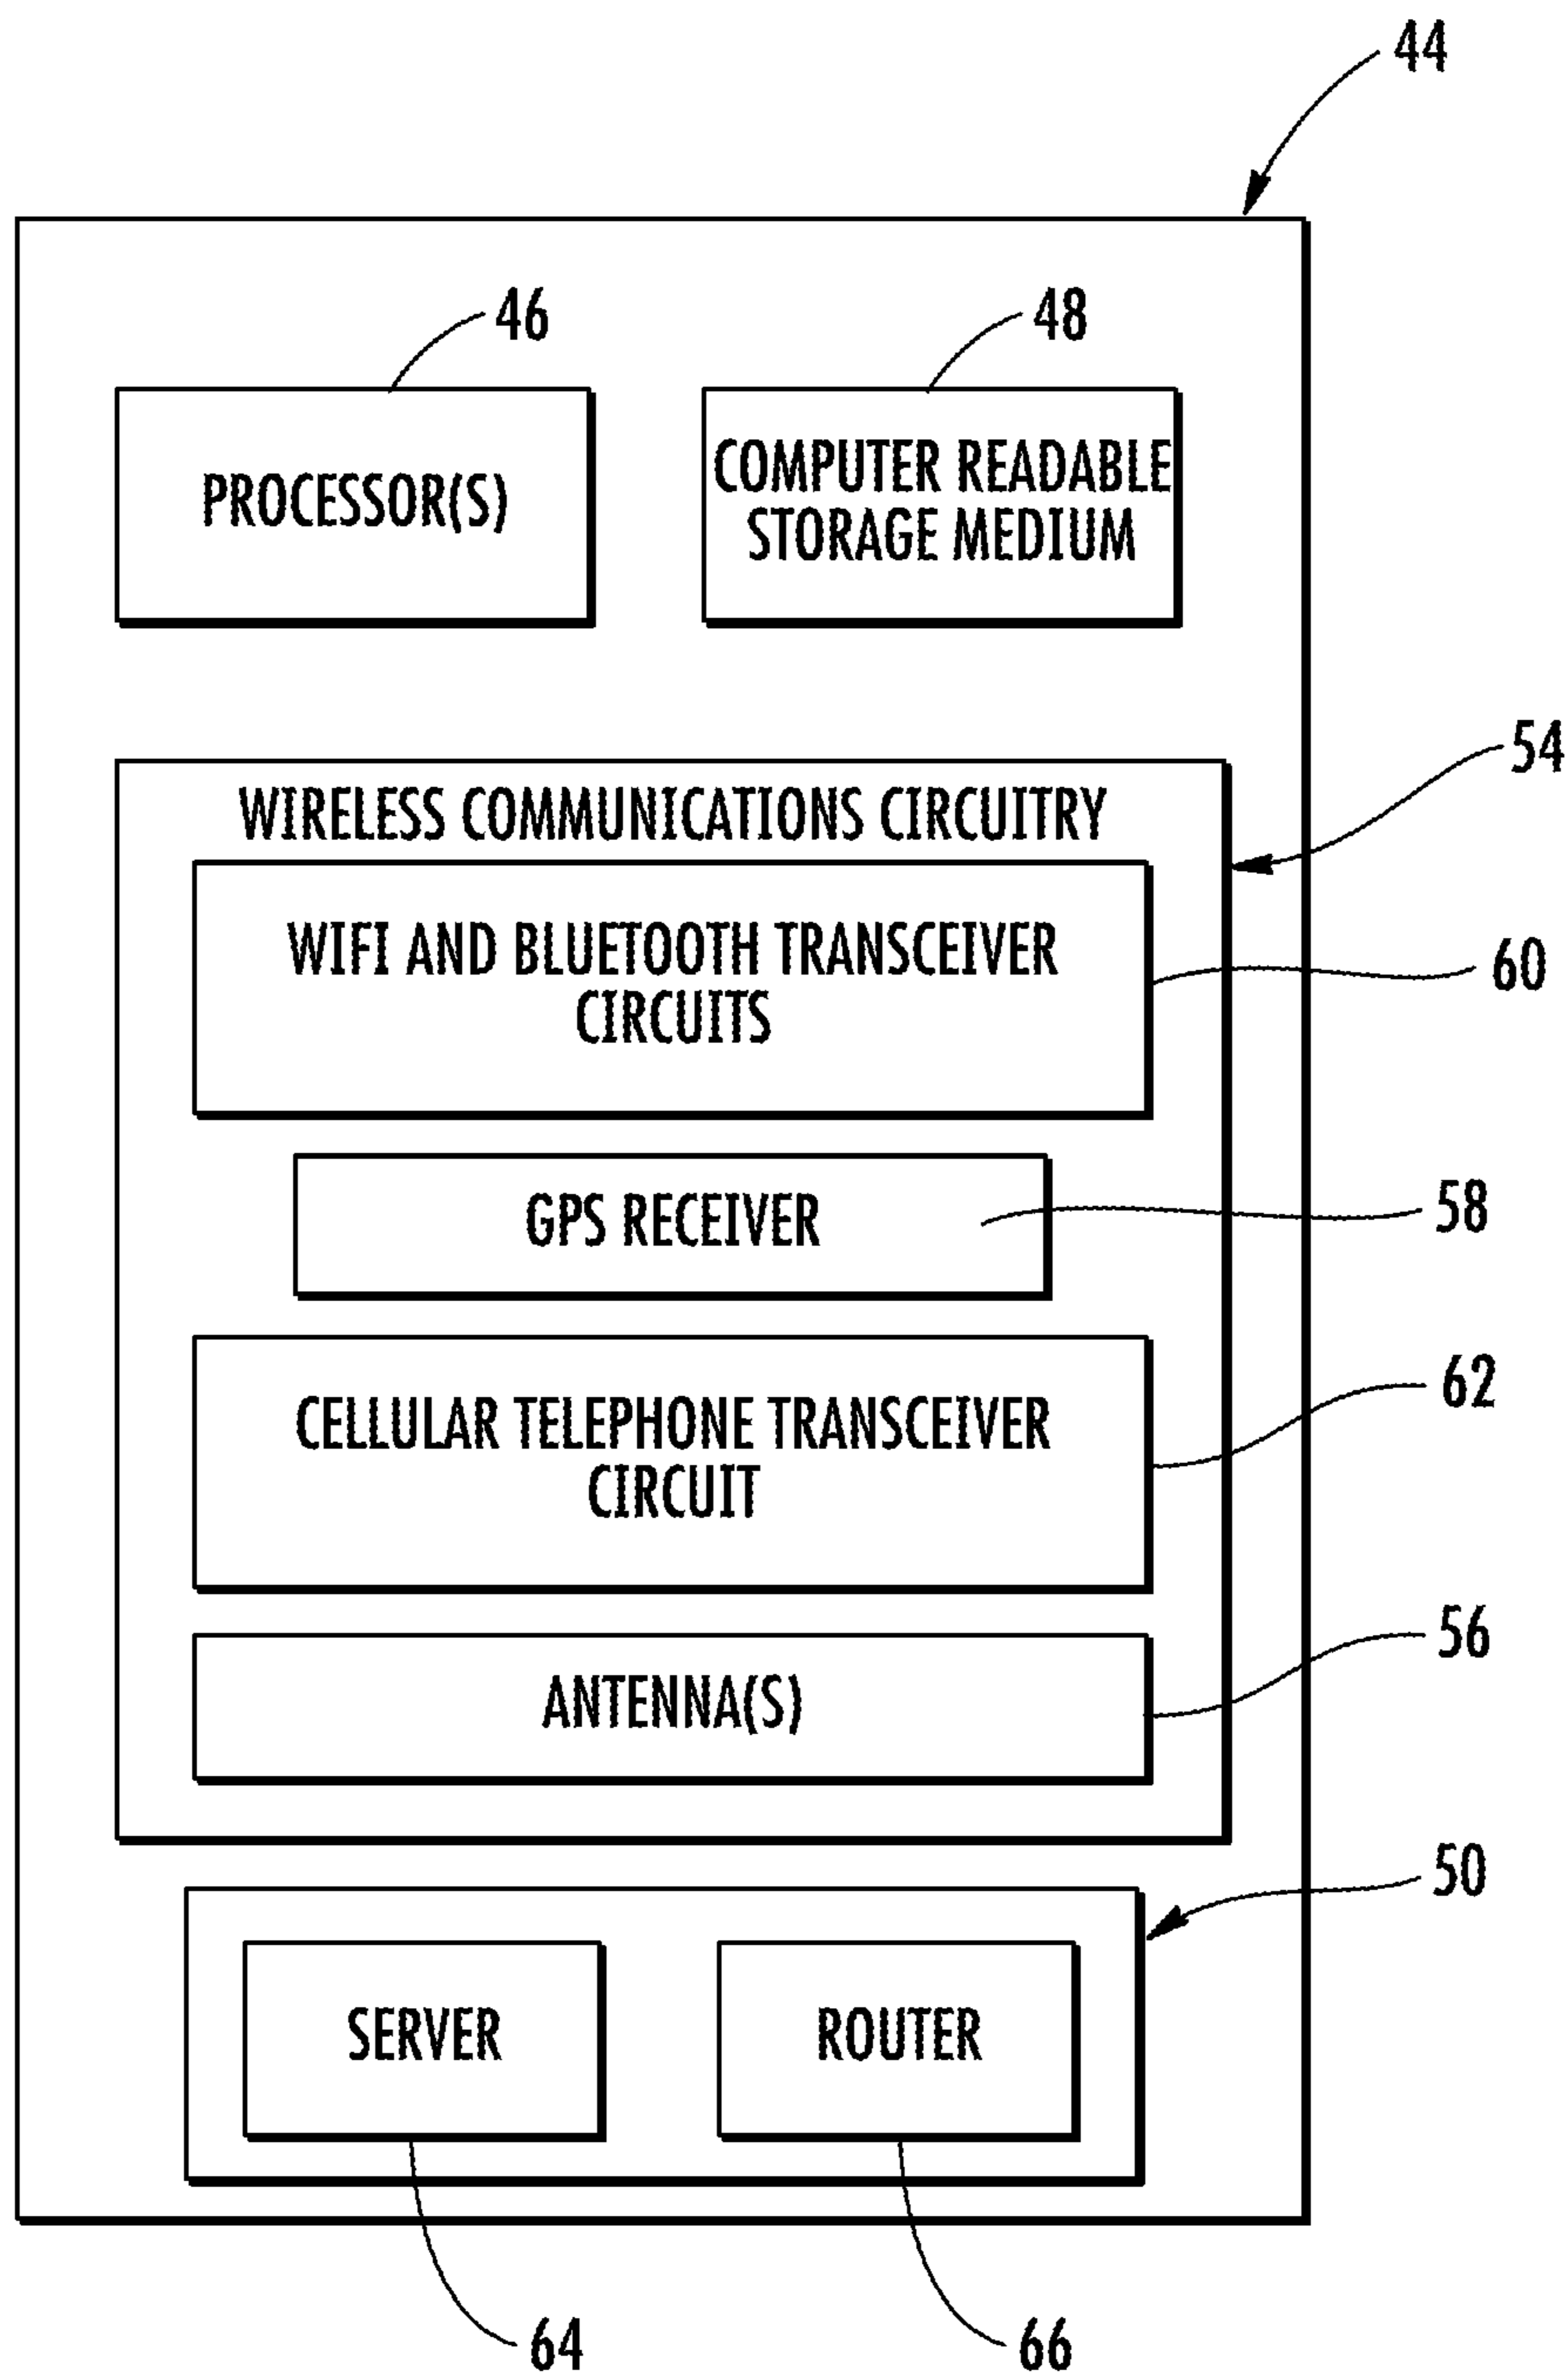 44
46
48
PROCESSOR(S)
COMPUTER READABLE
STORAGE MEDIUM
54
WIRELESS COMMUNICATIONS CIRCUITRY
WIFI AND BLUETOOTH TRANSCEIVER
CIRCUITS
60
GPS RECEIVER
58
CELLULAR TELEPHONE TRANSCEIVER
CIRCUIT
62
ANTENNA(S)
56
50
SERVER
ROUTER
64
66